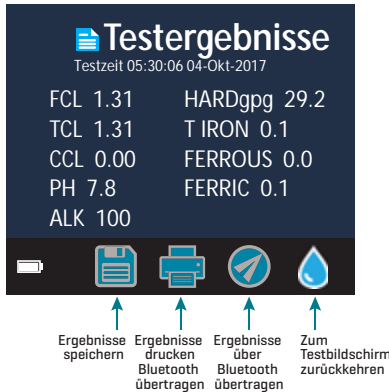 Testergebnisse
Testzeit 05:30:06 04-Okt-2017
FCL 1.31 HARDgpg 29.2
TCL 1.31 T IRON 0.1
CCL 0.00 FERROUS 0.0
PH 7.8 FERRIC 0.1
ALK 100
Ergebnisse speichern
Ergebnisse drucken Bluetooth übertragen
Ergebnisse über Bluetooth übertragen
Zum Testbildschirm zurückkehren